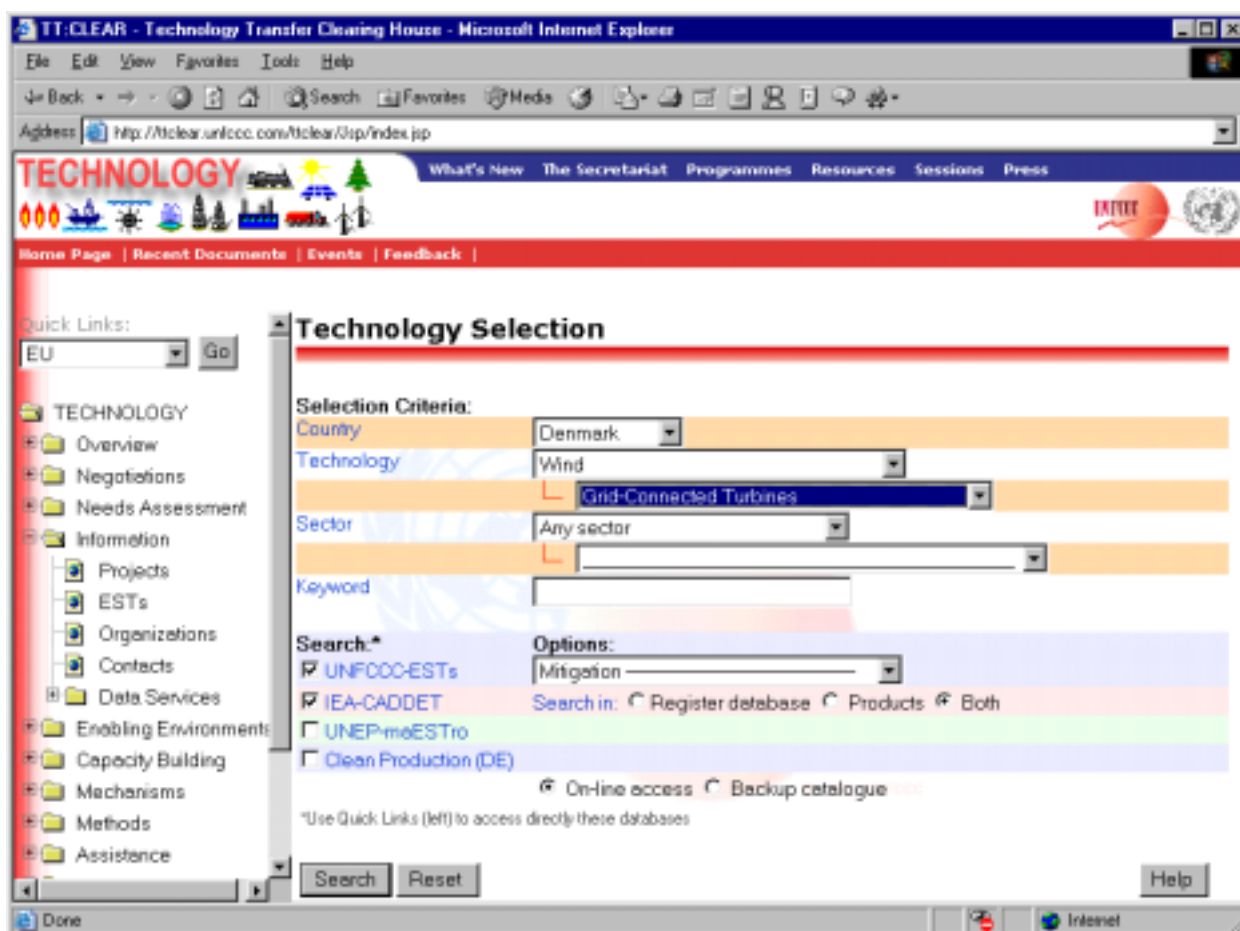 TT:CLEAR - Technology Transfer Clearing House - Microsoft Internet Explorer
File Edit View Favorites Tools Help
Back Search Favorites Media
Address http://ttclear.unfccc.com/ttclear/Jsp/index.jsp
TECHNOLOGY
What's New The Secretariat Programmes Resources Sessions Press
Home Page | Recent Documents | Events | Feedback |
Quick Links:
EU Go
TECHNOLOGY
Overview
Negotiations
Needs Assessment
Information
Projects
ESTs
Organizations
Contacts
Data Services
Enabling Environments
Capacity Building
Mechanisms
Methods
Assistance
Technology Selection
Selection Criteria:
Country Denmark
Technology Wind
Grid-Connected Turbines
Sector Any sector
Keyword
Search:* Options:
UNFCCC-ESTs Mitigation
IEA-CADDET Search in: Register database Products Both
UNEP-maESTro
Clean Production (DE)
On-line access Backup catalogue
*Use Quick Links (left) to access directly these databases
Search Reset Help
Done Internet